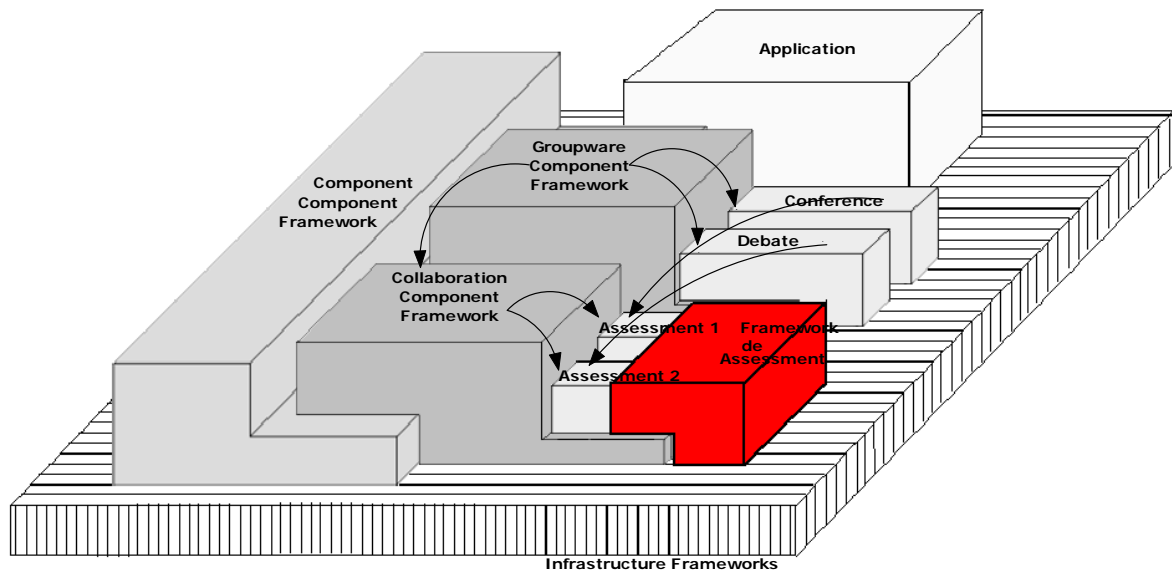 Application
Groupware
Component
Framework
Component
Component
Framework
Conference
Debate
Collaboration
Component
Framework
Assessment 1
Framework
de
Assessment
Assessment 2
Infrastructure Frameworks